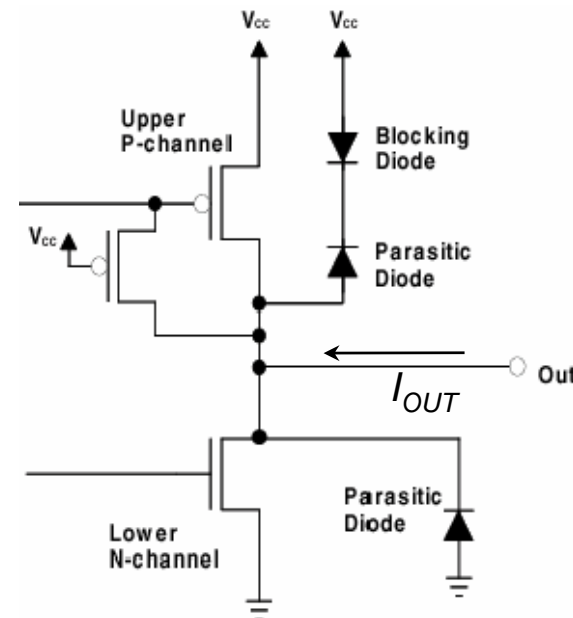 Vcc
Vcc
Upper
P-channel
Blocking
Diode
Vcc
Parasitic
Diode
Out
IOUT
Parasitic
Diode
Lower
N-channel